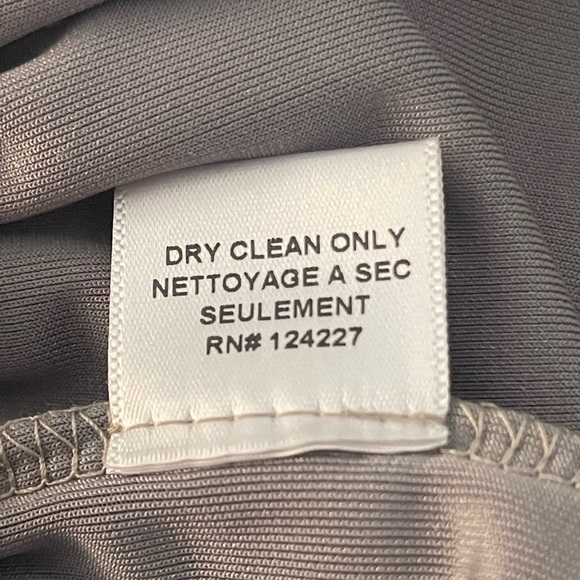 DRY CLEAN ONLY
NETTOYAGE A SEC
SEULEMENT
RN# 124227